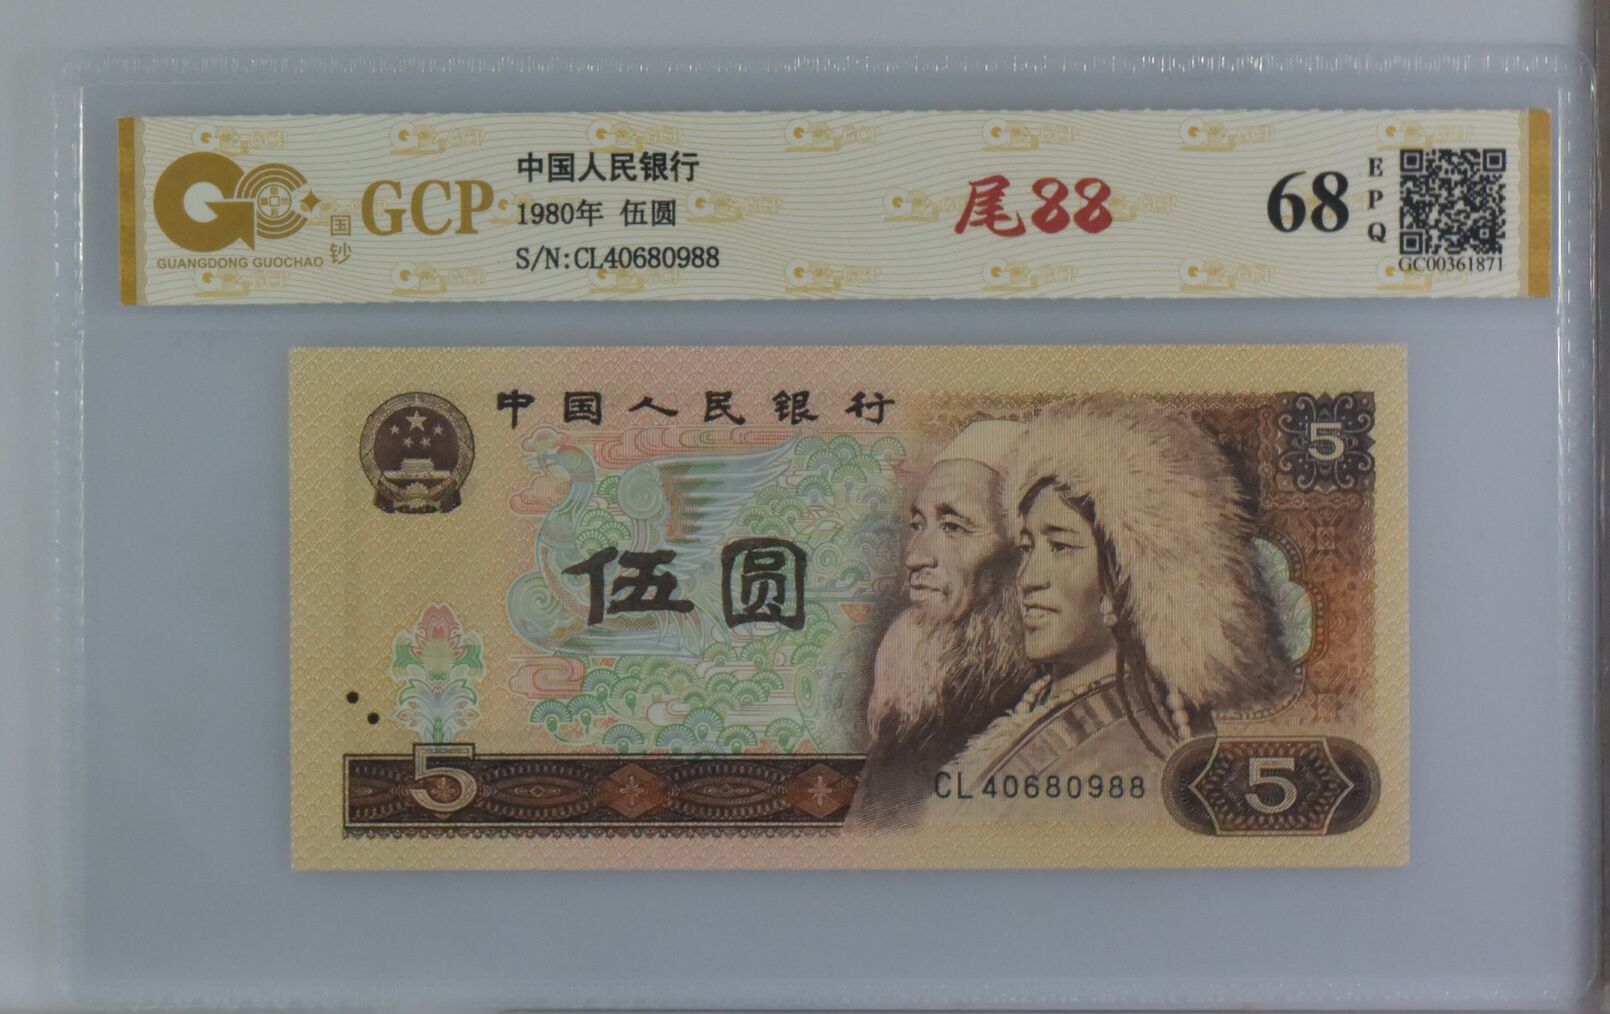 GCP
GUANGDONG GUOCHAO
国钞
中国人民银行
1980年 伍圆
S/N:CL40680988
尾88
68
EPQ
GC00361871
中国人民银行
5
伍圆
5
CL40680988
5